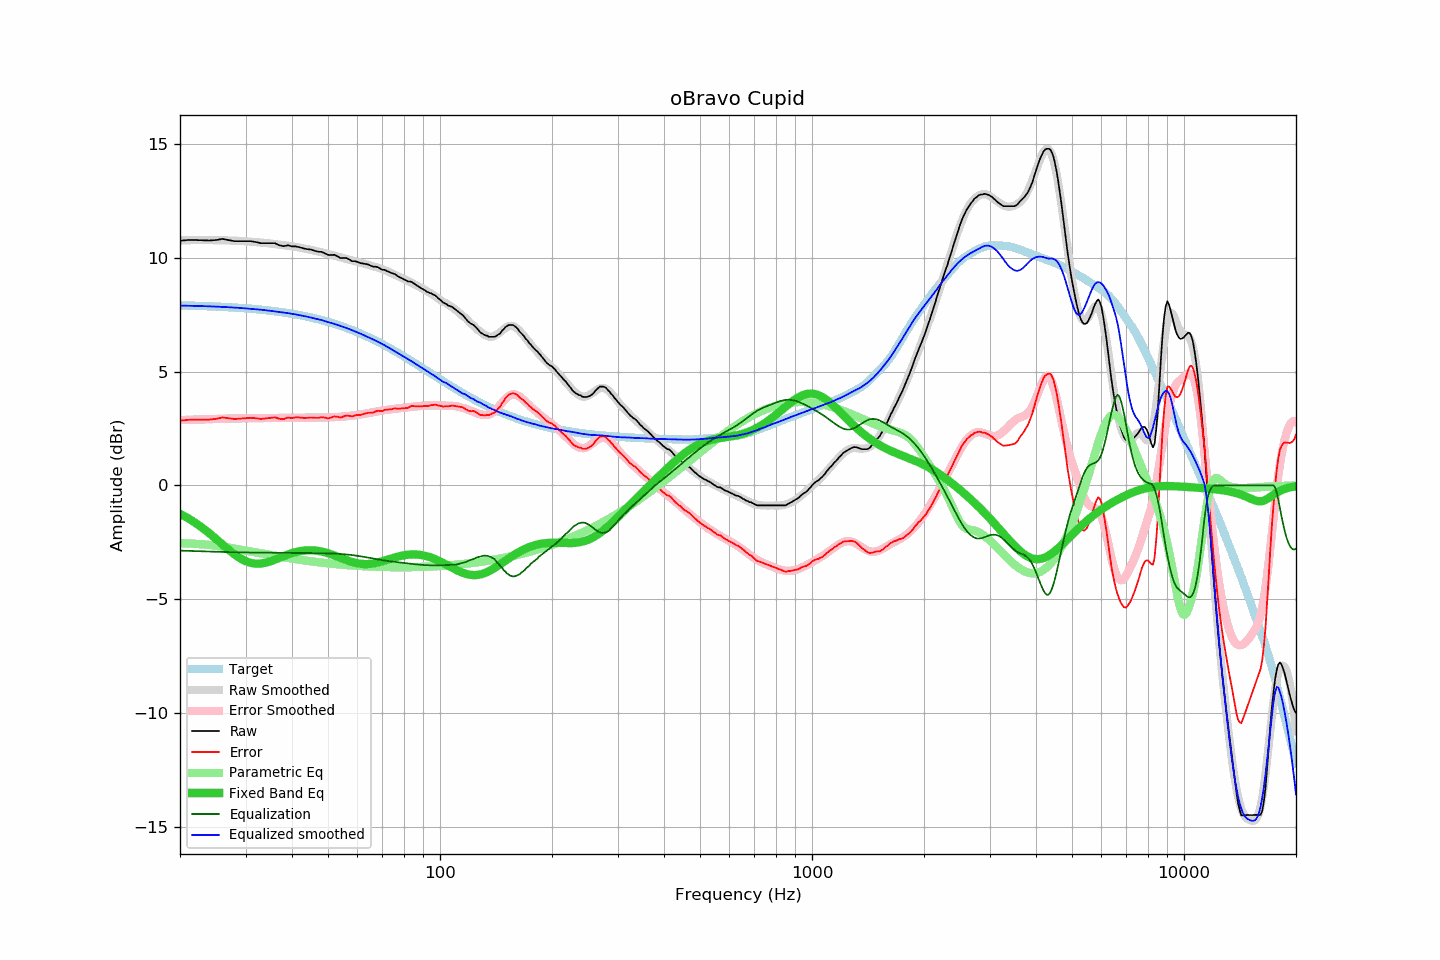 oBravo Cupid
15
10
5
0
−5
−10
−15
Amplitude (dBr)
Target
Raw Smoothed
Error Smoothed
Raw
Error
Parametric Eq
Fixed Band Eq
Equalization
Equalized smoothed
100
1000
10000
Frequency (Hz)